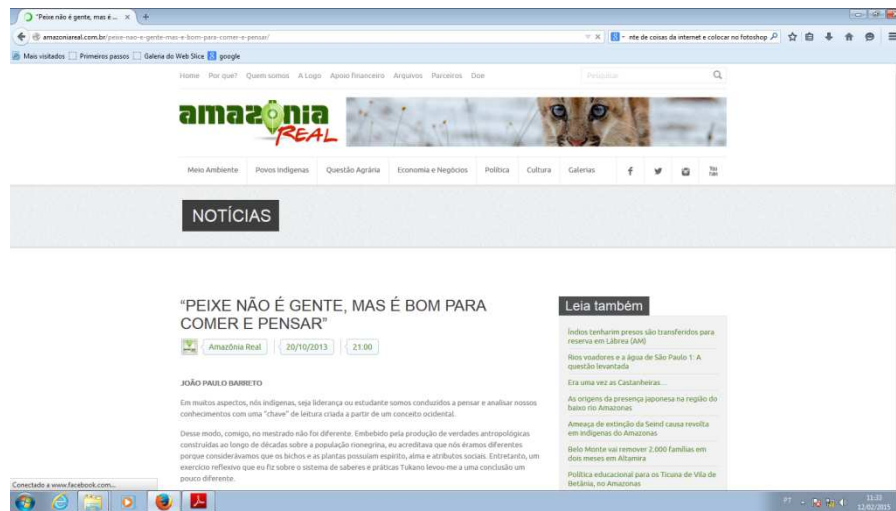 "Peixe não é gente, mas é ... × +
amazoniareal.com.br/peixe-nao-e-gente-mas-e-bom-para-comer-e-pensar/
nte de coisas da internet e colocar no fotoshop
Mais visitados Primeiros passos Galeria do Web Slice google
Home Por que? Quem somos A Logo Apoio financeiro Arquivos Parceiros Doe
Pesquise
amazônia
REAL
Meio Ambiente Povos Indígenas Questão Agrária Economia e Negócios Política Cultura Galerias
NOTÍCIAS
"PEIXE NÃO É GENTE, MAS É BOM PARA
COMER E PENSAR"
Amazônia Real 20/10/2013 21:00
JOÃO PAULO BARRETO
Em muitos aspectos, nós indígenas, seja liderança ou estudante somos conduzidos a pensar e analisar nossos
conhecimentos com uma "chave" de leitura criada a partir de um conceito ocidental.
Desse modo, comigo, no mestrado não foi diferente. Embebido pela produção de verdades antropológicas
construídas ao longo de décadas sobre a população rionegrina, eu acreditava que nós éramos diferentes
porque considerávamos que os bichos e as plantas possuíam espírito, alma e atributos sociais. Entretanto, um
exercício reflexivo que eu fiz sobre o sistema de saberes e práticas Tukano levou-me a uma conclusão um
pouco diferente.
Leia também
Índios tenharim presos são transferidos para
reserva em Lábrea (AM)
Rios voadores e a água de São Paulo 1: A
questão levantada
Era uma vez as Castanheiras...
As origens da presença japonesa na região do
baixo rio Amazonas
Ameaça de extinção da Seind causa revolta
em indígenas do Amazonas
Belo Monte vai remover 2.000 famílias em
dois meses em Altamira
Política educacional para os Ticuna de Vila de
Betânia, no Amazonas
Conectado a www.facebook.com...
PT
11:33
12/02/2015